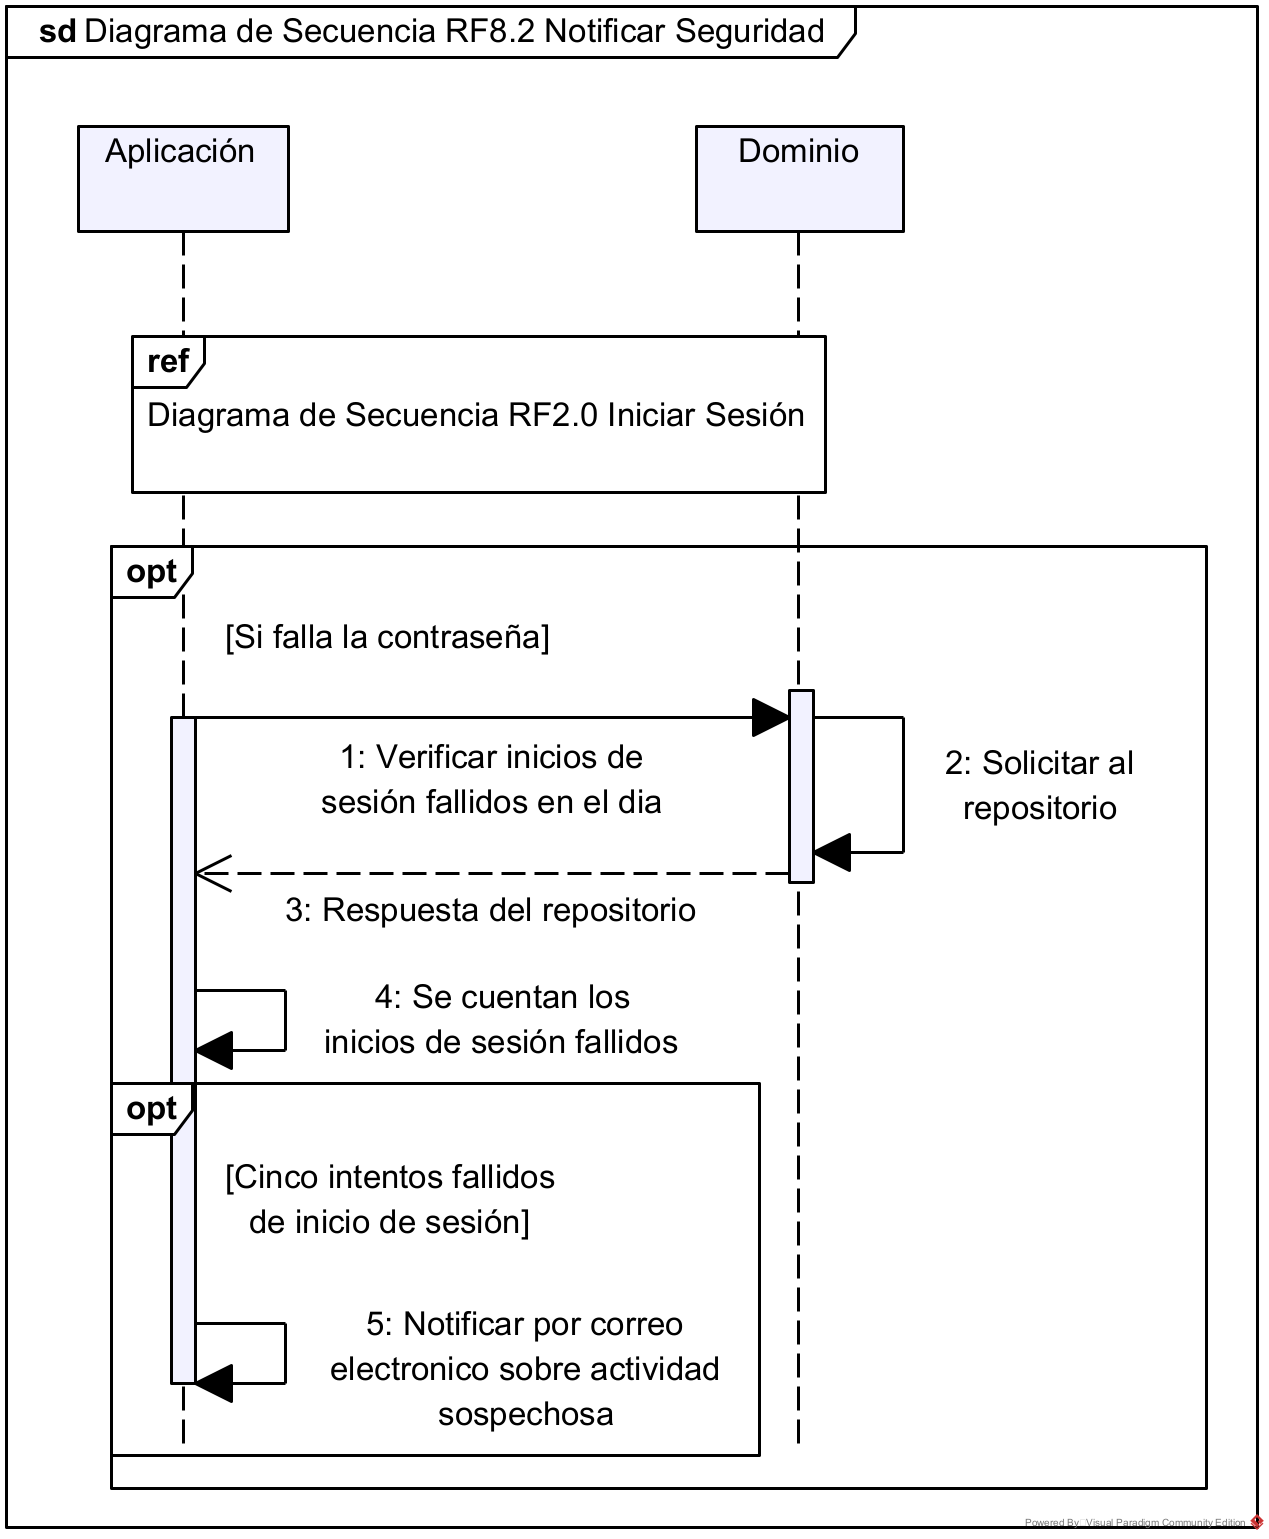 sd Diagrama de Secuencia RF8.2 Notificar Seguridad
Aplicación
Dominio
ref
Diagrama de Secuencia RF2.0 Iniciar Sesión
opt
[Si falla la contraseña]
1: Verificar inicios de
sesión fallidos en el dia
2: Solicitar al
repositorio
3: Respuesta del repositorio
4: Se cuentan los
inicios de sesión fallidos
opt
[Cinco intentos fallidos
de inicio de sesión]
5: Notificar por correo
electronico sobre actividad
sospechosa
Powered By Visual Paradigm Community Edition